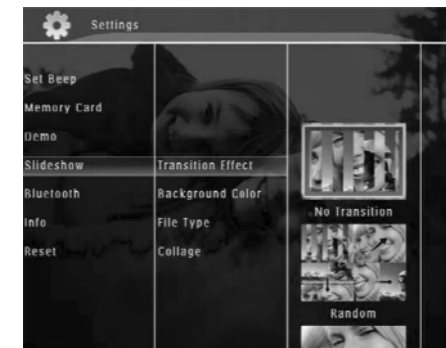 Settings
Set Beep
Memory Card
Demo
Slideshow
Bluetooth
Info
Reset
Transition Effect
Background Color
File Type
Collage
No Transition
Random